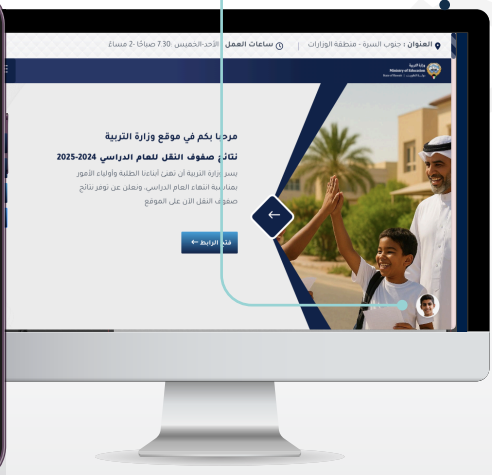 العنوان : جنوب السرة - منطقة الوزارات | ساعات العمل : الأحد-الخميس 7:30 صباحًا -2 مساءً
وزارة التربية
Ministry of Education
مرحبا بكم في موقع وزارة التربية
نتائج صفوف النقل للعام الدراسي 2024-2025
يسر وزارة التربية أن تهنئ أبناءنا الطلبة وأولياء الأمور
بمناسبة انتهاء العام الدراسي، ونعلن عن توفر نتائج
صفوف النقل الآن على الموقع
فتح الرابط ←